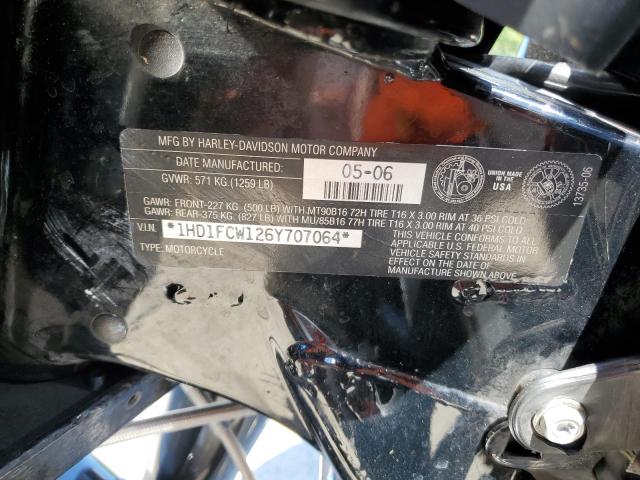 MFG BY HARLEY-DAVIDSON MOTOR COMPANY
DATE MANUFACTURED: 05-06
GVWR: 571 KG (1259 LB)
UNION MADE IN THE USA
13735-06
GAWR: FRONT-227 KG (500 LB) WITH MT90B16 72H TIRE T16 X 3.00 RIM AT 36 PSI COLD
GAWR: REAR-375 KG (827 LB) WITH MU/85B16 77H TIRE T16 X 3.00 RIM AT 40 PSI COLD
V.I.N. *1HD1FCW126Y707064*
THIS VEHICLE CONFORMS TO ALL
APPLICABLE U.S. FEDERAL MOTOR
VEHICLE SAFETY STANDARDS IN
EFFECT ON THE DATE OF
MANUFACTURE SHOWN ABOVE
TYPE: MOTORCYCLE